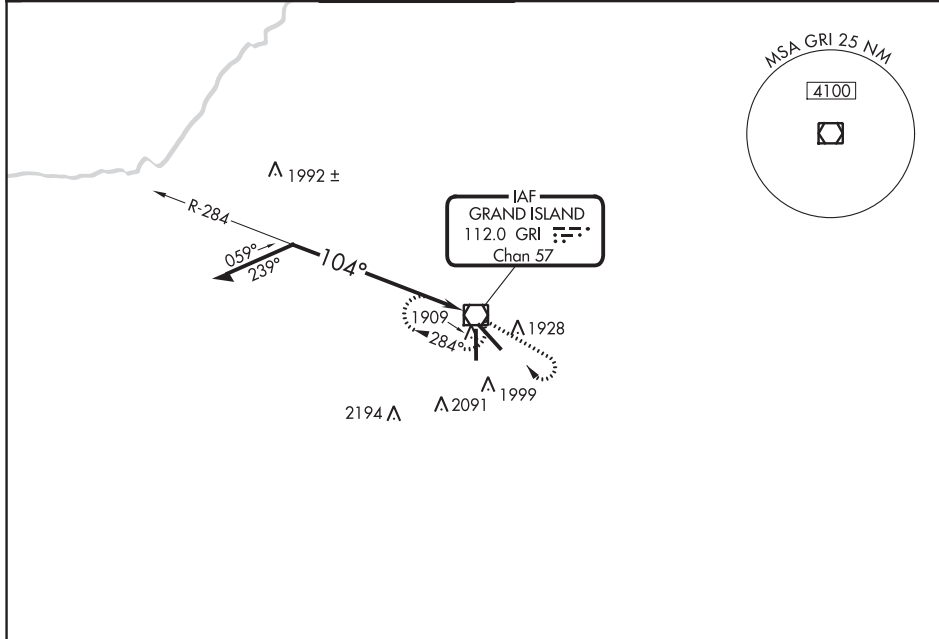 MSA GRI 25 NM
4100
1992 ±
R-284
IAF
GRAND ISLAND
112.0 GRI
Chan 57
059°
239°
104°
1909
284°
1928
1999
2091
2194